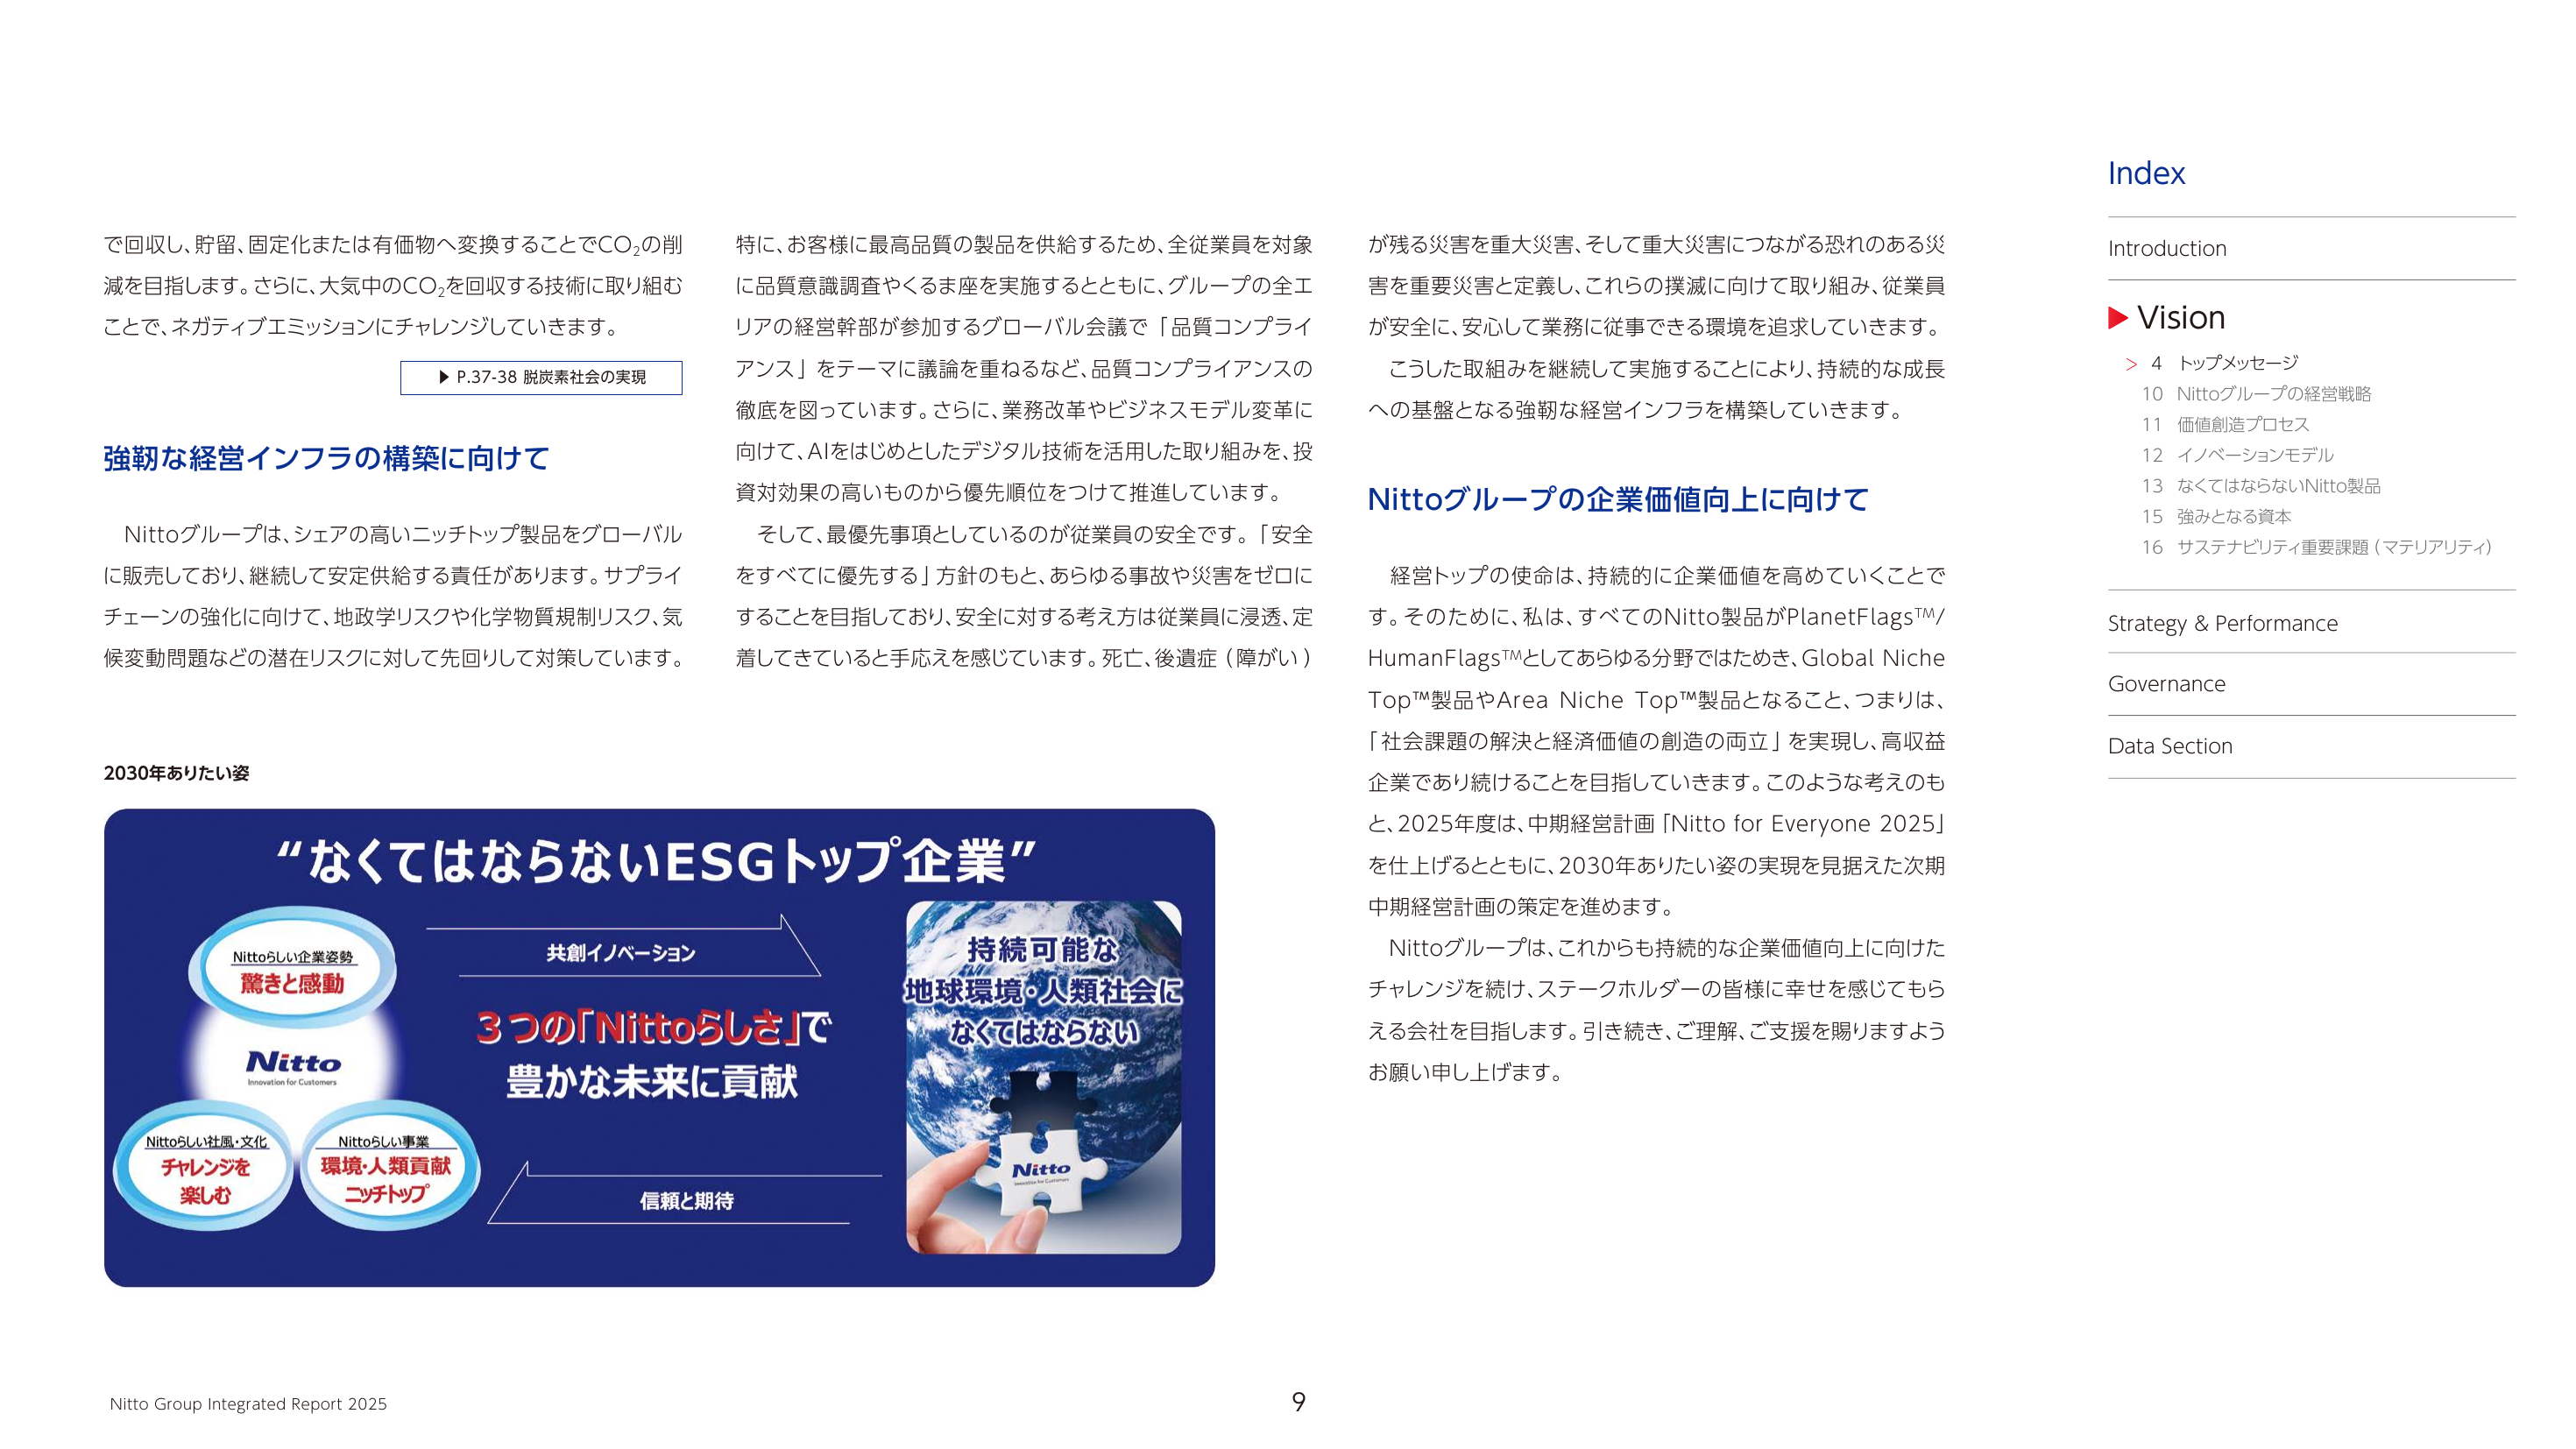 で回収し、貯留、固定化または有価物へ変換することでCO₂の削
減を目指します。さらに、大気中のCO₂を回収する技術に取り組む
ことで、ネガティブエミッションにチャレンジしていきます。
▶ P.37-38 脱炭素社会の実現
強靭な経営インフラの構築に向けて
Nittoグループは、シェアの高いニッチトップ製品をグローバル
に販売しており、継続して安定供給する責任があります。サプライ
チェーンの強化に向けて、地政学リスクや化学物質規制リスク、気
候変動問題などの潜在リスクに対して先回りして対策しています。
特に、お客様に最高品質の製品を供給するため、全従業員を対象
に品質意識調査やくるま座を実施するとともに、グループの全エ
リアの経営幹部が参加するグローバル会議で「品質コンプライ
アンス」をテーマに議論を重ねるなど、品質コンプライアンスの
徹底を図っています。さらに、業務改革やビジネスモデル変革に
向けて、AIをはじめとしたデジタル技術を活用した取り組みを、投
資対効果の高いものから優先順位をつけて推進しています。
そして、最優先事項としているのが従業員の安全です。「安全
をすべてに優先する」方針のもと、あらゆる事故や災害をゼロに
することを目指しており、安全に対する考え方は従業員に浸透、定
着してきていると手応えを感じています。死亡、後遺症（障がい）
が残る災害を重大災害、そして重大災害につながる恐れのある災
害を重要災害と定義し、これらの撲滅に向けて取り組み、従業員
が安全に、安心して業務に従事できる環境を追求していきます。
こうした取組みを継続して実施することにより、持続的な成長
への基盤となる強靭な経営インフラを構築していきます。
Nittoグループの企業価値向上に向けて
経営トップの使命は、持続的に企業価値を高めていくことで
す。そのために、私は、すべてのNitto製品がPlanetFlags™/
HumanFlags™としてあらゆる分野ではためき、Global Niche
Top™製品やArea Niche Top™製品となること、つまりは、
「社会課題の解決と経済価値の創造の両立」を実現し、高収益
企業であり続けることを目指していきます。このような考えのも
と、2025年度は、中期経営計画「Nitto for Everyone 2025」
を仕上げるとともに、2030年ありたい姿の実現を見据えた次期
中期経営計画の策定を進めます。
Nittoグループは、これからも持続的な企業価値向上に向けた
チャレンジを続け、ステークホルダーの皆様に幸せを感じてもら
える会社を目指します。引き続き、ご理解、ご支援を賜りますよう
お願い申し上げます。
2030年ありたい姿
“なくてはならないESGトップ企業”
Nittoらしい企業姿勢
驚きと感動
Nitto
Innovation for Customers
Nittoらしい社風・文化
チャレンジを
楽しむ
Nittoらしい事業
環境・人類貢献
ニッチトップ
共創イノベーション
3つの「Nittoらしさ」で
豊かな未来に貢献
信頼と期待
持続可能な
地球環境・人類社会に
なくてはならない
Nitto
Innovation for Customers
Index
Introduction
▶ Vision
> 4 トップメッセージ
10 Nittoグループの経営戦略
11 価値創造プロセス
12 イノベーションモデル
13 なくてはならないNitto製品
15 強みとなる資本
16 サステナビリティ重要課題（マテリアリティ）
Strategy & Performance
Governance
Data Section
Nitto Group Integrated Report 2025
9